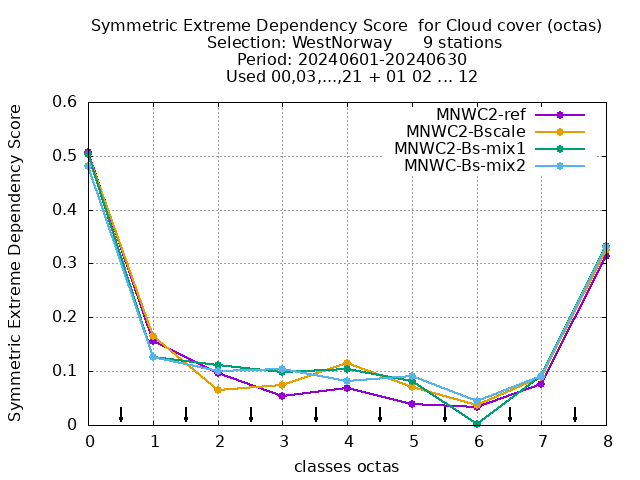 Symmetric Extreme Dependency Score  for Cloud cover (octas)
Selection: WestNorway      9 stations
Period: 20240601-20240630
Used 00,03,...,21 + 01 02 ... 12
Symmetric Extreme Dependency Score
0.6
0.5
0.4
0.3
0.2
0.1
0
MNWC2-ref
MNWC2-Bscale
MNWC2-Bs-mix1
MNWC-Bs-mix2
0 1 2 3 4 5 6 7 8
classes octas